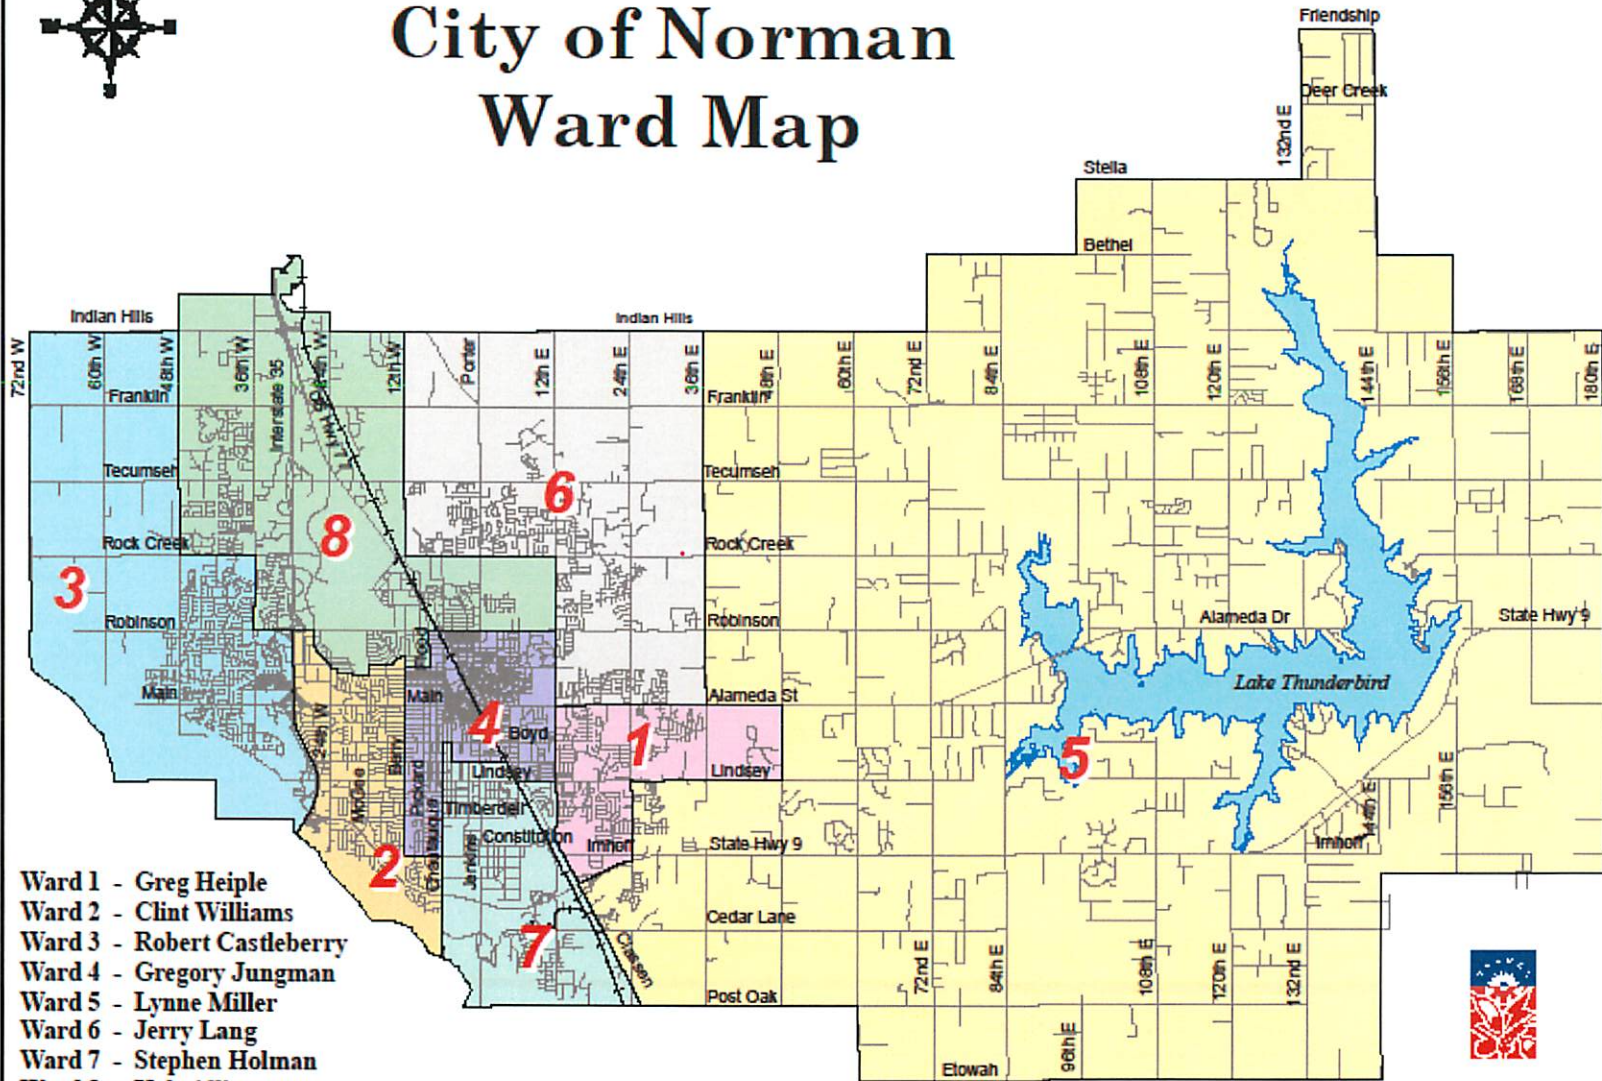 City of Norman
Ward Map
Friendship
Deer Creek
132nd E
Stella
Bethel
Indian Hills
Indian Hills
72nd W
60th W
48th W
36th W
Interstate 35
12th W
Porter
12th E
24th E
36th E
60th E
72nd E
84th E
108th E
120th E
144th E
156th E
168th E
180th E
Franklin
Franklin
Tecumseh
Tecumseh
6
8
Rock Creek
Rock Creek
3
Robinson
Flood
Robinson
Alameda Dr
State Hwy 9
Lake Thunderbird
Main
Main
Alameda St
24th W
4
Boyd
1
5
Berry
Lindsey
Lindsey
McGee
Pickard
Chautauqua
Timberdell
Jenkins
Constitution
Imhoff
State Hwy 9
144th E
156th E
Imhoff
2
Cedar Lane
7
Classen
72nd E
84th E
108th E
120th E
132nd E
Post Oak
96th E
Etowah
Ward 1 - Greg Heiple
Ward 2 - Clint Williams
Ward 3 - Robert Castleberry
Ward 4 - Gregory Jungman
Ward 5 - Lynne Miller
Ward 6 - Jerry Lang
Ward 7 - Stephen Holman